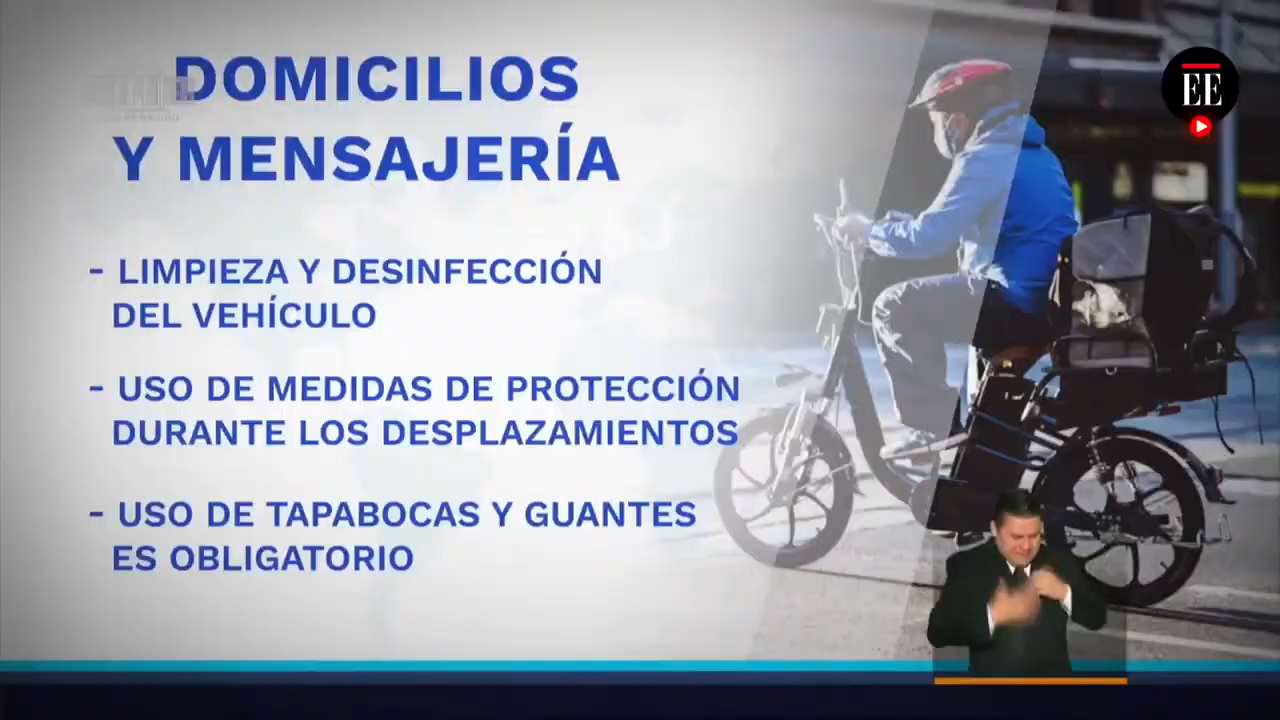 DOMICILIOS
Y MENSAJERÍA
- LIMPIEZA Y DESINFECCIÓN
DEL VEHÍCULO
- USO DE MEDIDAS DE PROTECCIÓN
DURANTE LOS DESPLAZAMIENTOS
- USO DE TAPABOCAS Y GUANTES
ES OBLIGATORIO
EE